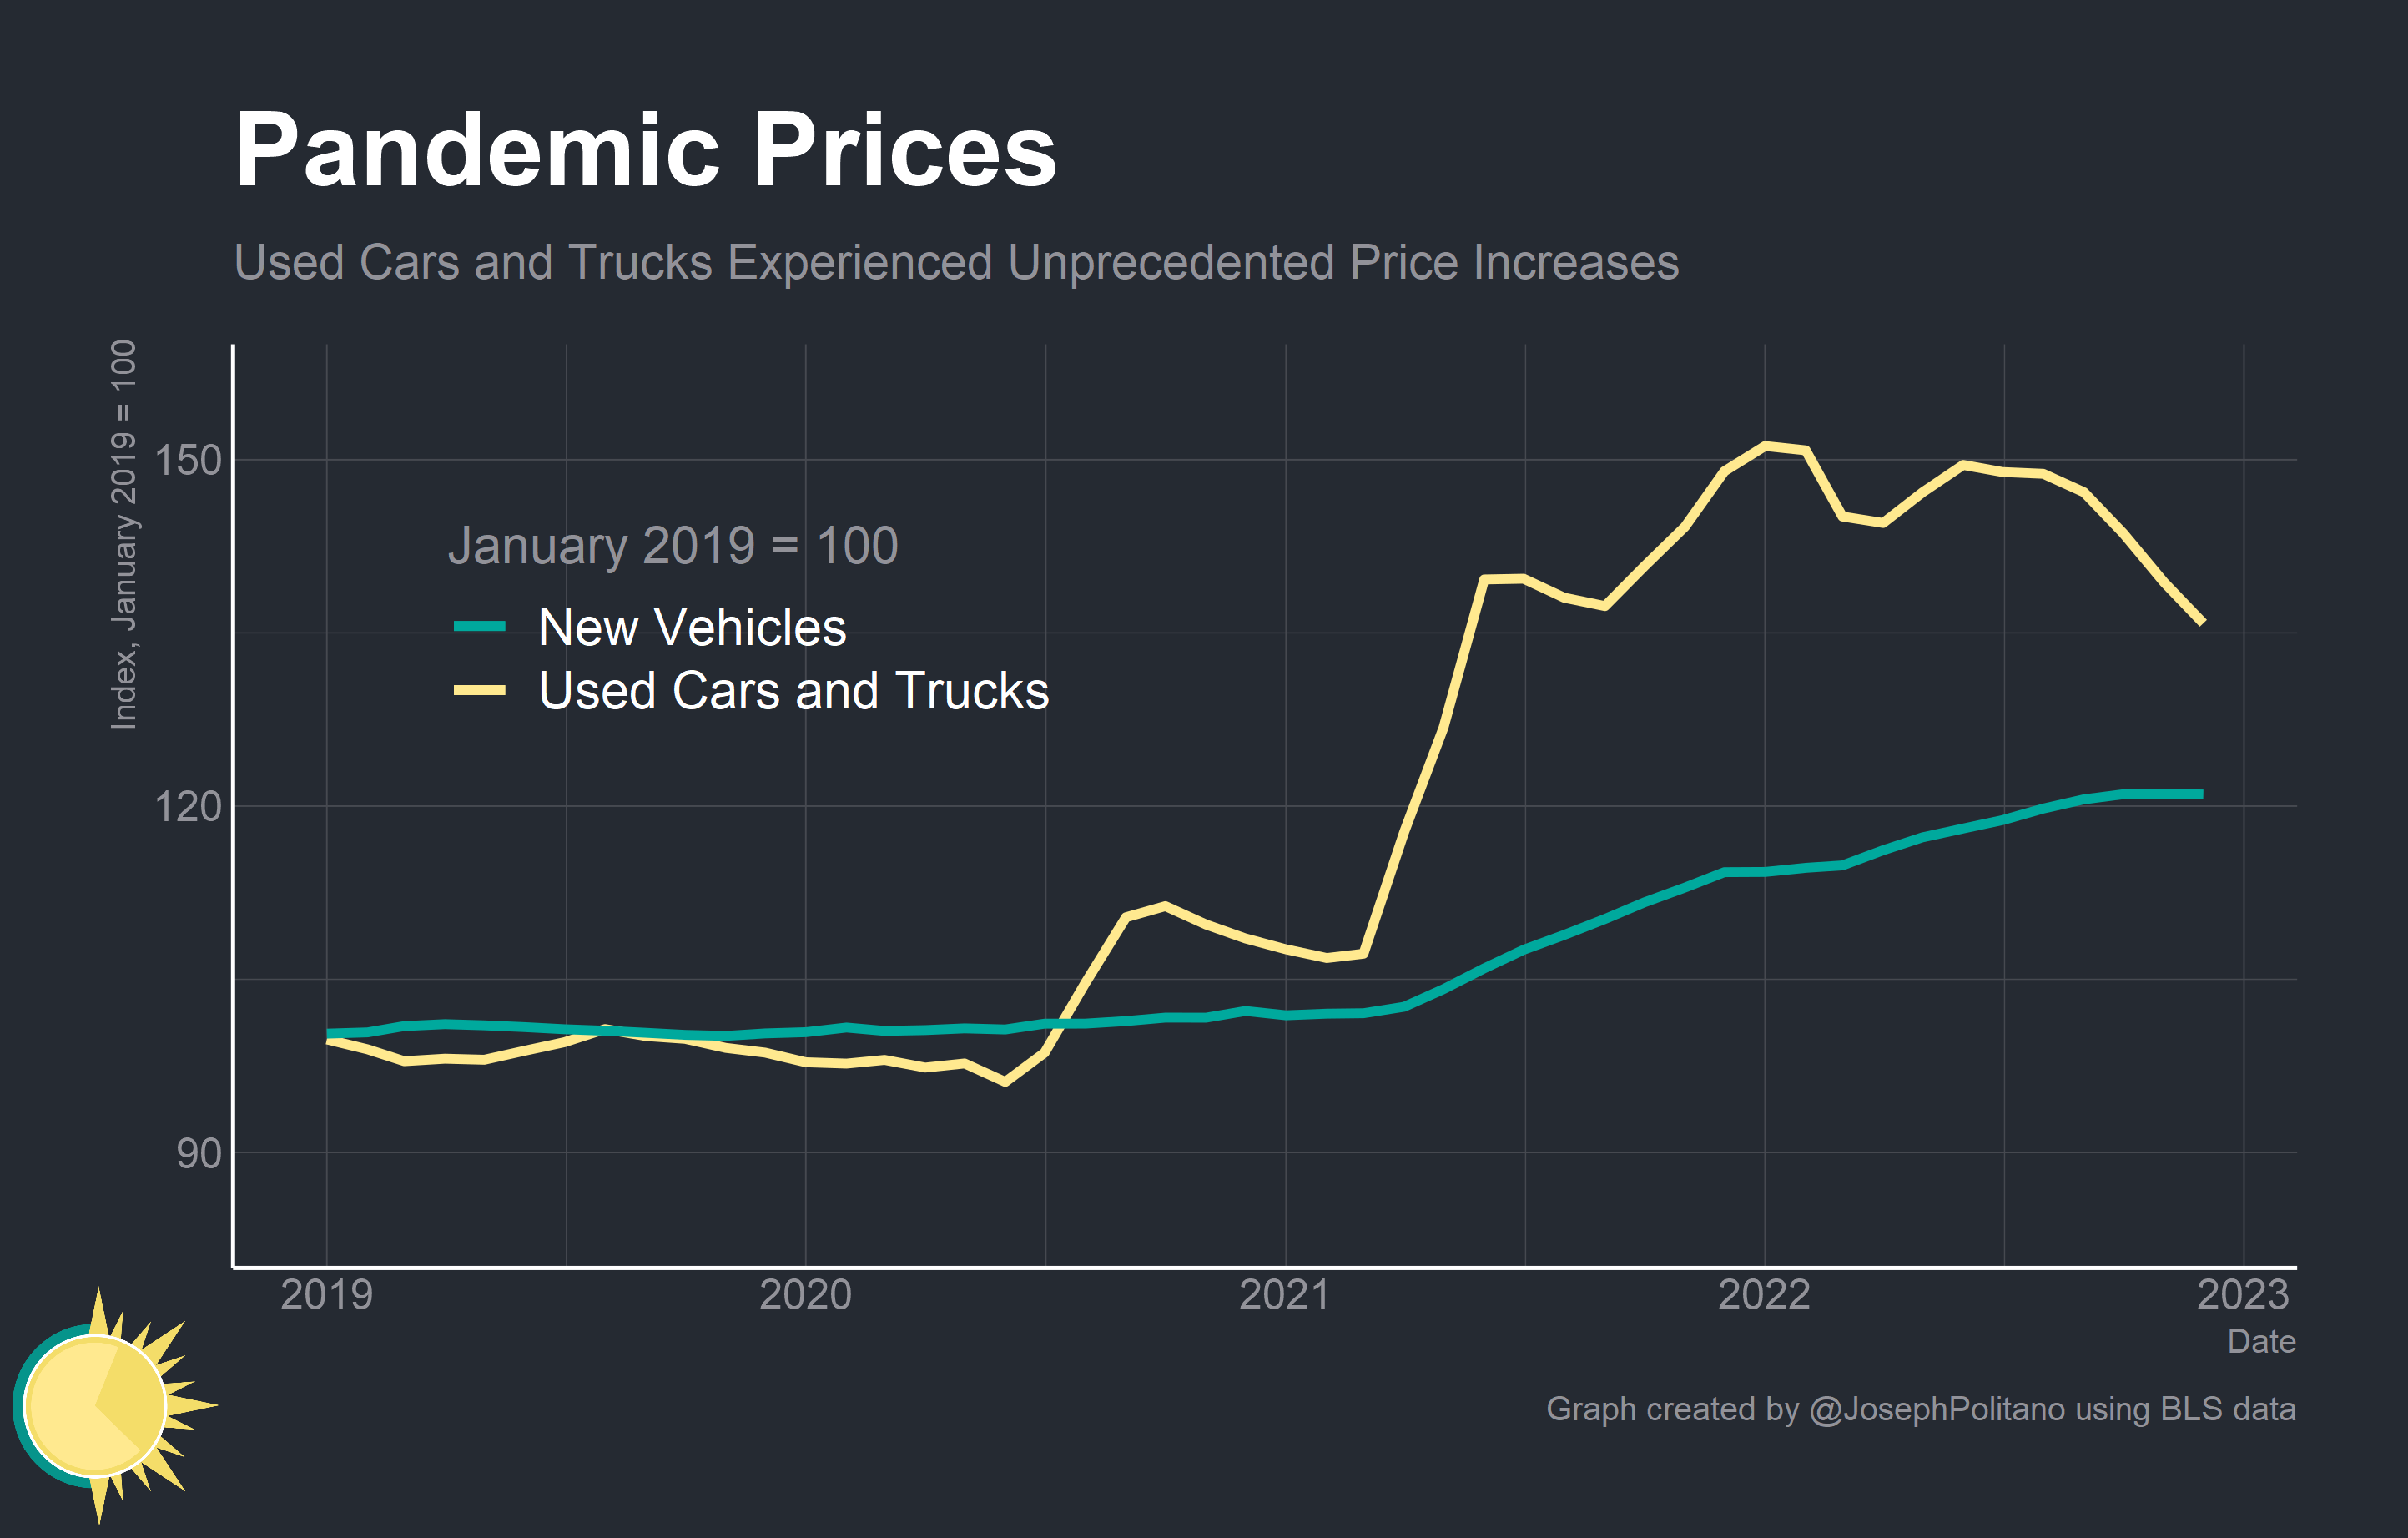 Pandemic Prices
Used Cars and Trucks Experienced Unprecedented Price Increases
Index, January 2019 = 100
150
120
90
January 2019 = 100
New Vehicles
Used Cars and Trucks
2019 2020 2021 2022 2023
Date
Graph created by @JosephPolitano using BLS data